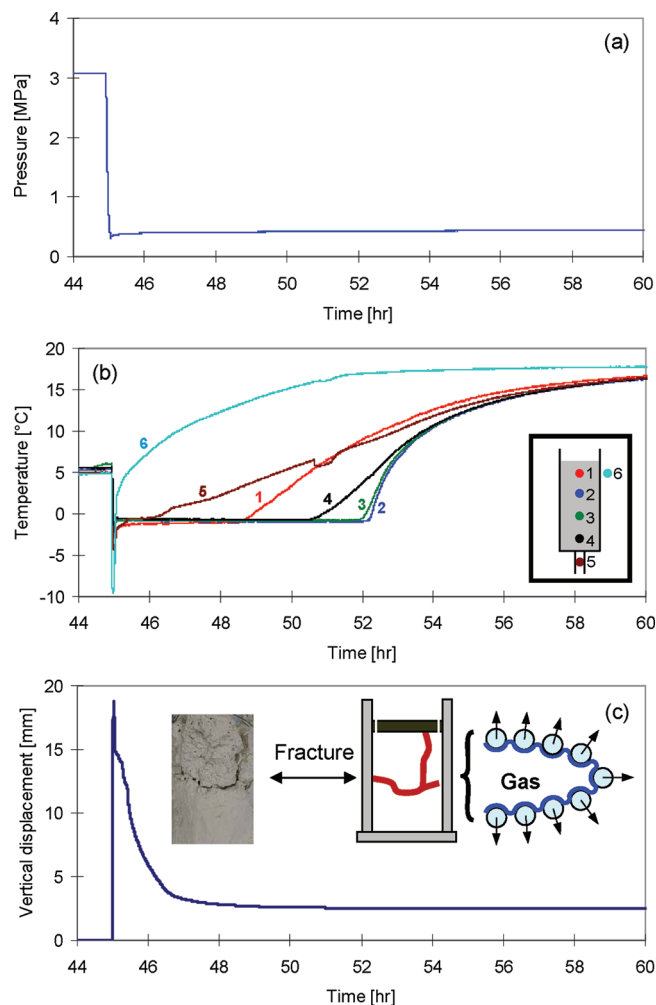 (a)
Pressure [MPa]
4
3
2
1
0
44 46 48 50 52 54 56 58 60
Time [hr]
(b)
Temperature [°C]
20
15
10
5
0
-5
-10
6
5
1
4
3
2
1 6
2
3
4
5
44 46 48 50 52 54 56 58 60
Time [hr]
(c)
Vertical displacement [mm]
20
15
10
5
0
Fracture
Gas
44 46 48 50 52 54 56 58 60
Time [hr]